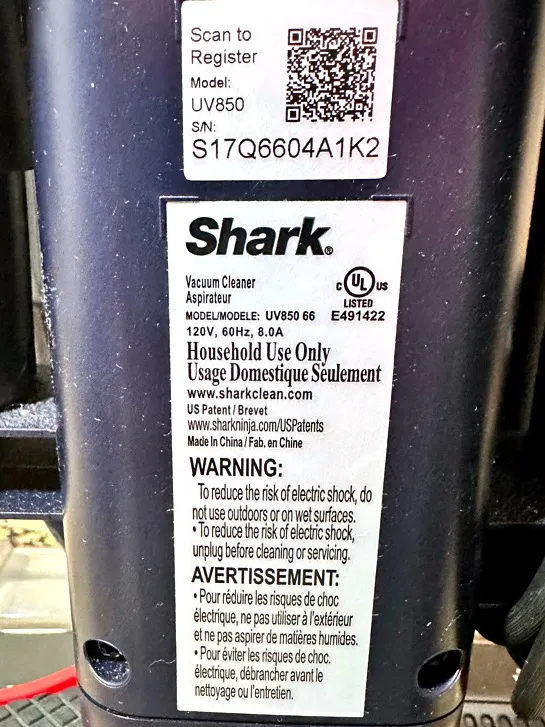 Scan to
Register
Model:
UV850
S/N:
S17Q6604A1K2
Shark®
Vacuum Cleaner
Aspirateur
C UL US
LISTED
MODEL/MODELE: UV850 66 E491422
120V, 60Hz, 8.0A
Household Use Only
Usage Domestique Seulement
www.sharkclean.com
US Patent / Brevet
www.sharkninja.com/USPatents
Made in China / Fab. en Chine
WARNING:
To reduce the risk of electric shock, do
not use outdoors or on wet surfaces.
• To reduce the risk of electric shock,
unplug before cleaning or servicing.
AVERTISSEMENT:
• Pour réduire les risques de choc
électrique, ne pas utiliser à l'extérieur
et ne pas aspirer de matières humides.
• Pour éviter les risques de choc.
électrique, débrancher avant le
nettoyage ou l'entretien.